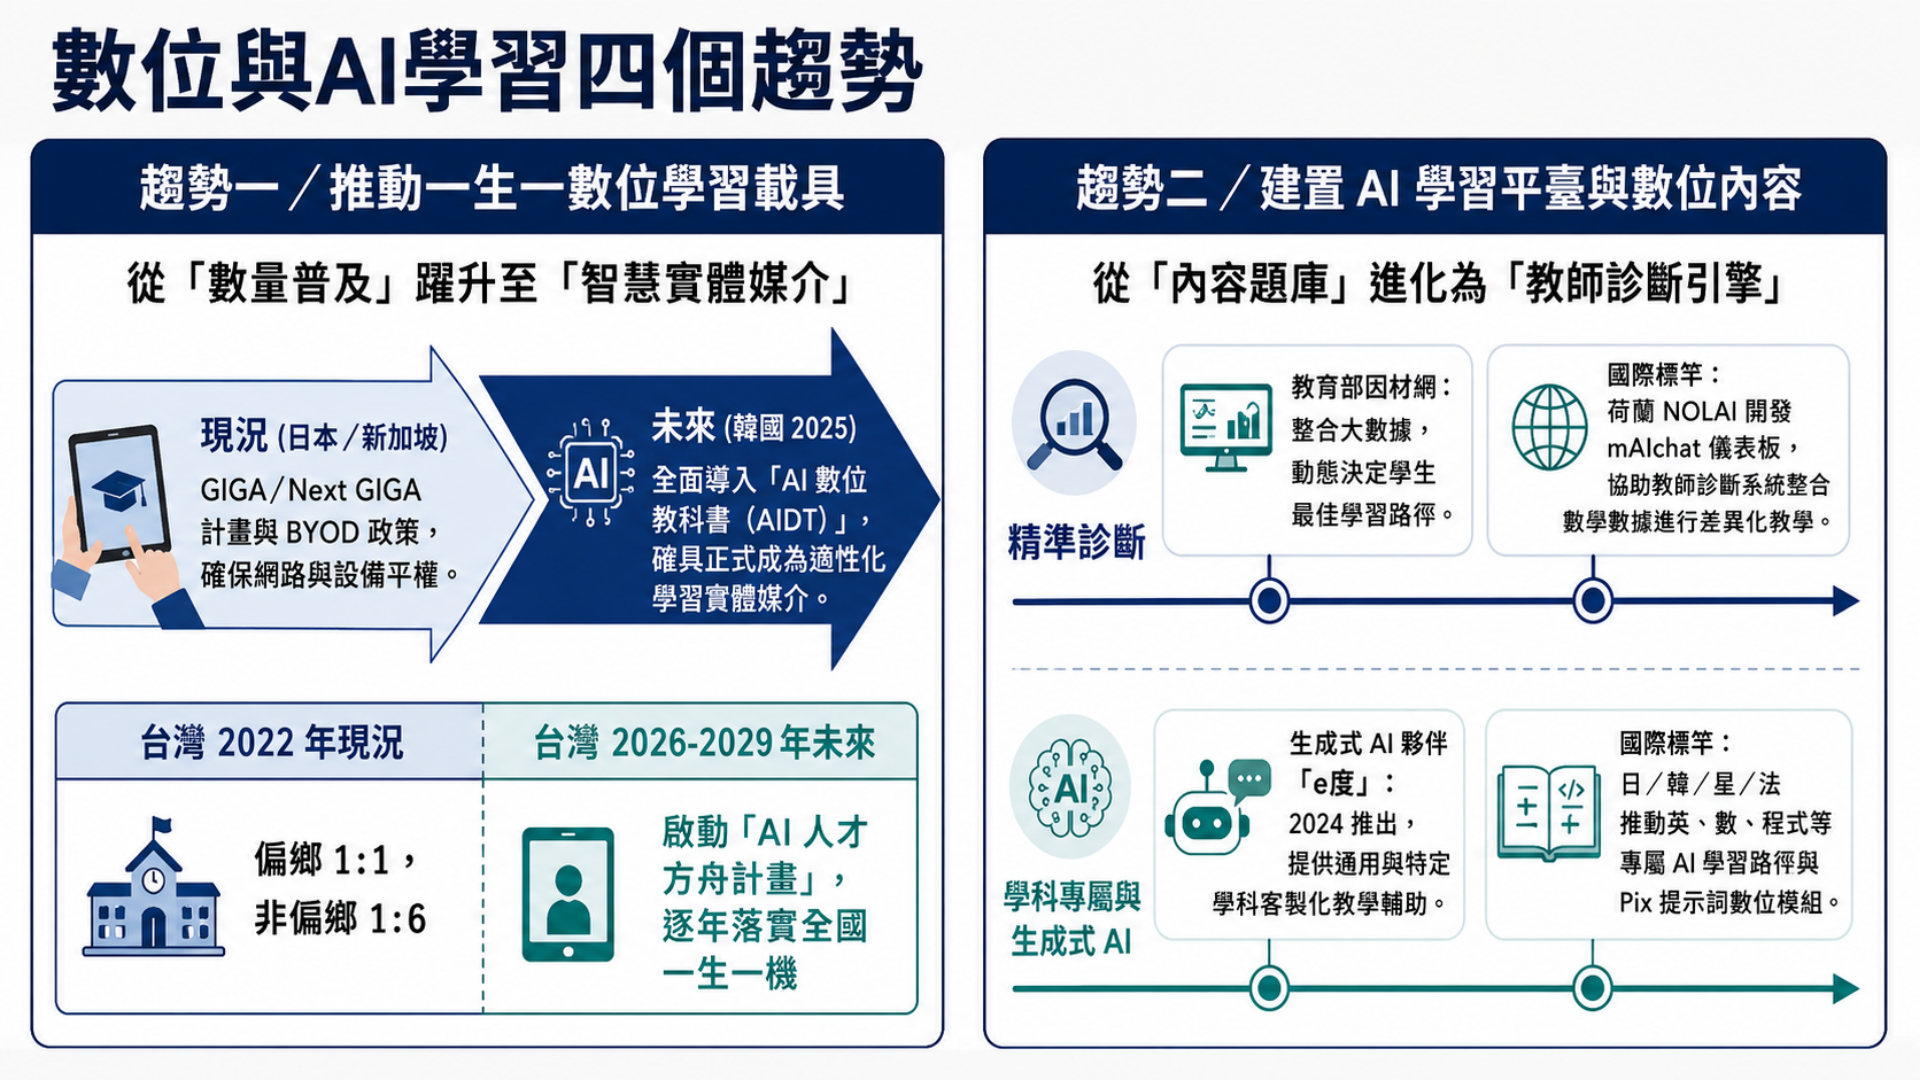 數位與AI學習四個趨勢
趨勢一／推動一生一數位學習載具
從「數量普及」躍升至「智慧實體媒介」
現況 (日本／新加坡)
GIGA／Next GIGA
計畫與 BYOD 政策，
確保網路與設備平權。
AI
未來 (韓國 2025)
全面導入「AI 數位
教科書（AIDT）」，
確具正式成為適性化
學習實體媒介。
台灣 2022 年現況
偏鄉 1:1，
非偏鄉 1:6
台灣 2026-2029 年未來
啟動「AI 人才
方舟計畫」，
逐年落實全國
一生一機
趨勢二／建置 AI 學習平臺與數位內容
從「內容題庫」進化為「教師診斷引擎」
精準診斷
教育部因材網：
整合大數據，
動態決定學生
最佳學習路徑。
國際標竿：
荷蘭 NOLAI 開發
mAIchat 儀表板，
協助教師診斷系統整合
數學數據進行差異化教學。
AI
學科專屬與
生成式 AI
生成式 AI 夥伴
「e度」：
2024 推出，
提供通用與特定
學科客製化教學輔助。
</>
國際標竿：
日／韓／星／法
推動英、數、程式等
專屬 AI 學習路徑與
Pix 提示詞數位模組。